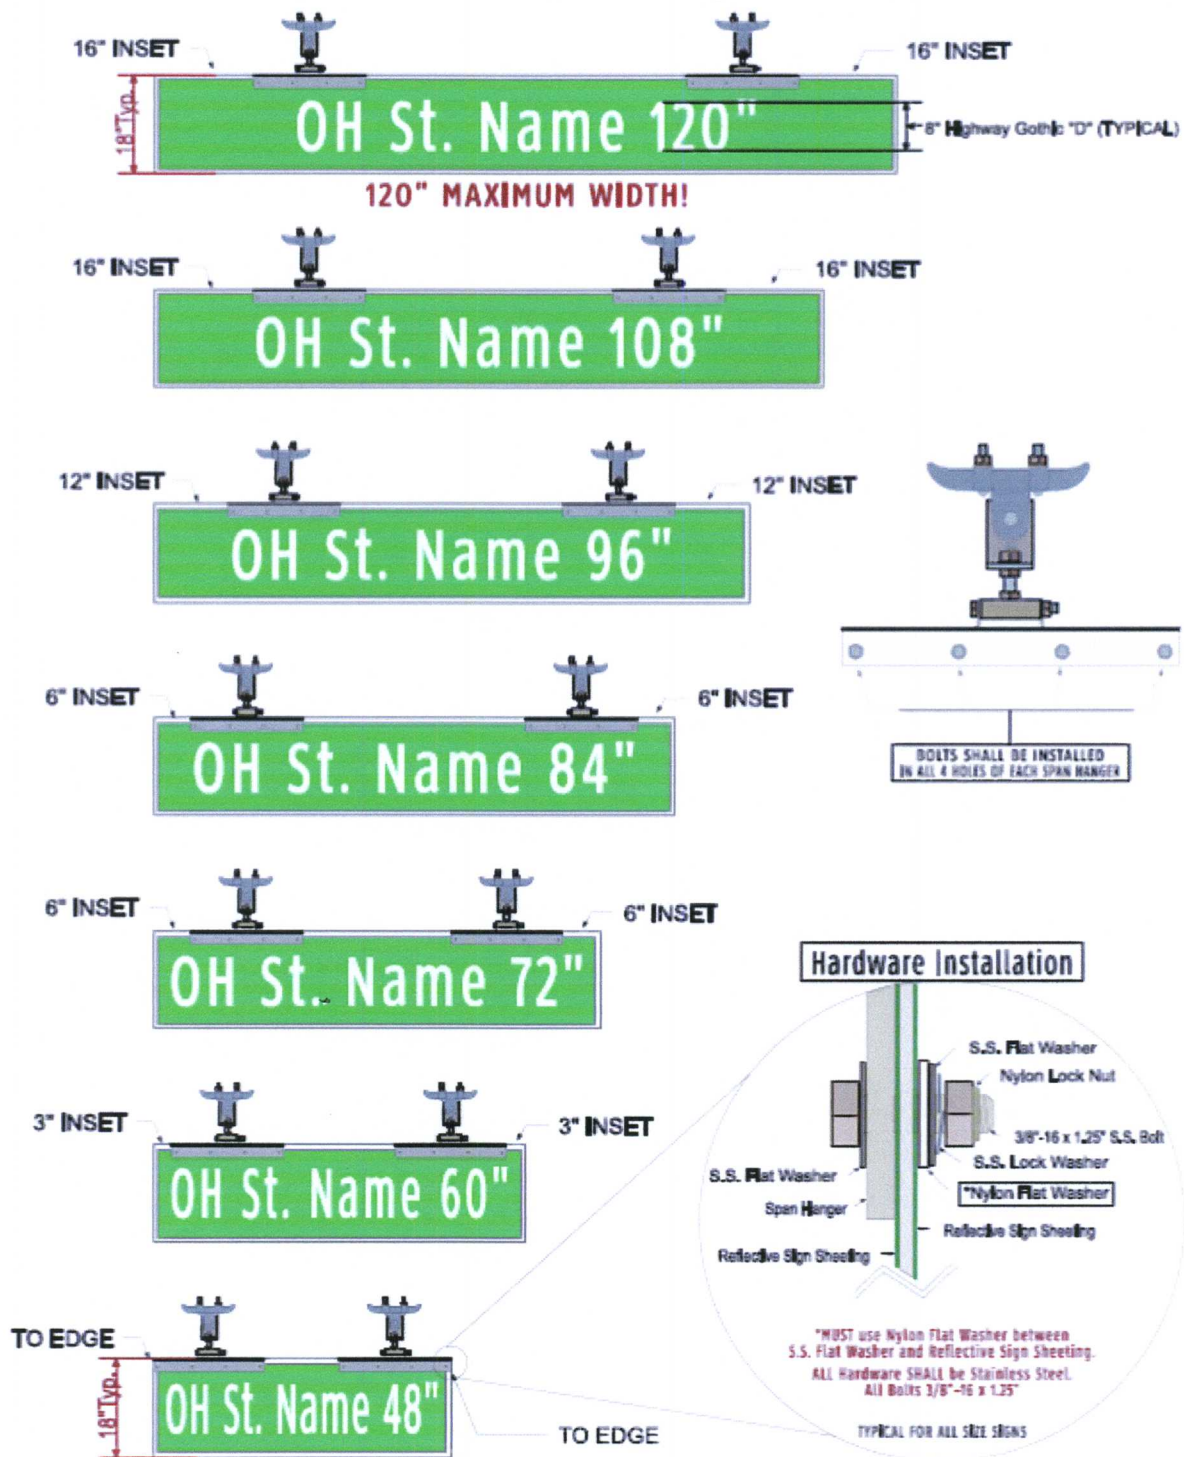 16" INSET
16" INSET
18"Typ.
OH St. Name 120"
8" Highway Gothic "D" (TYPICAL)
120" MAXIMUM WIDTH!
16" INSET
16" INSET
OH St. Name 108"
12" INSET
12" INSET
OH St. Name 96"
6" INSET
6" INSET
OH St. Name 84"
BOLTS SHALL BE INSTALLED
IN ALL 4 HOLES OF EACH SPAN HANGER
6" INSET
6" INSET
OH St. Name 72"
3" INSET
3" INSET
OH St. Name 60"
TO EDGE
18"Typ.
OH St. Name 48"
TO EDGE
Hardware Installation
S.S. Flat Washer
Nylon Lock Nut
3/8"-16 x 1.25" S.S. Bolt
S.S. Lock Washer
S.S. Flat Washer
*Nylon Flat Washer
Span Hanger
Reflective Sign Sheeting
Reflective Sign Sheeting
*MUST use Nylon Flat Washer between
S.S. Flat Washer and Reflective Sign Sheeting.
ALL Hardware SHALL be Stainless Steel.
All Bolts 3/8"-16 x 1.25"
TYPICAL FOR ALL SIZE SIGNS